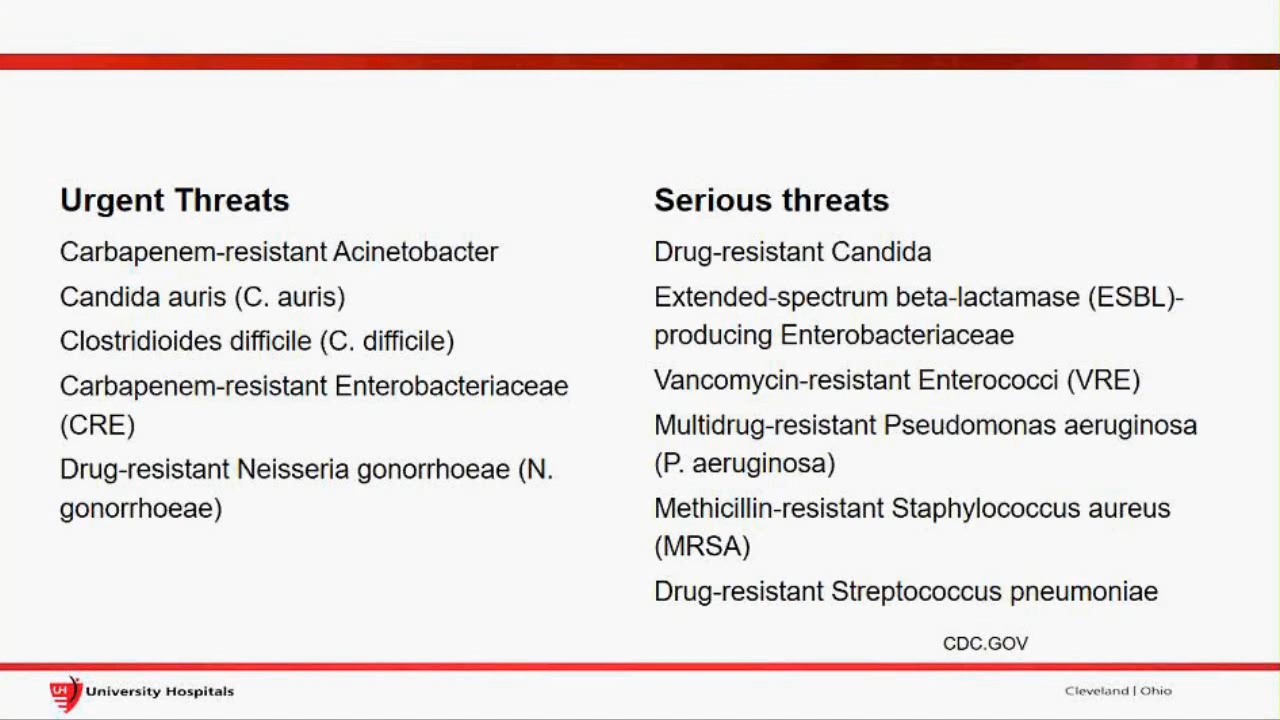 Urgent Threats
Carbapenem-resistant Acinetobacter
Candida auris (C. auris)
Clostridioides difficile (C. difficile)
Carbapenem-resistant Enterobacteriaceae
(CRE)
Drug-resistant Neisseria gonorrhoeae (N.
gonorrhoeae)
Serious threats
Drug-resistant Candida
Extended-spectrum beta-lactamase (ESBL)-
producing Enterobacteriaceae
Vancomycin-resistant Enterococci (VRE)
Multidrug-resistant Pseudomonas aeruginosa
(P. aeruginosa)
Methicillin-resistant Staphylococcus aureus
(MRSA)
Drug-resistant Streptococcus pneumoniae
CDC.GOV
UH University Hospitals
Cleveland | Ohio